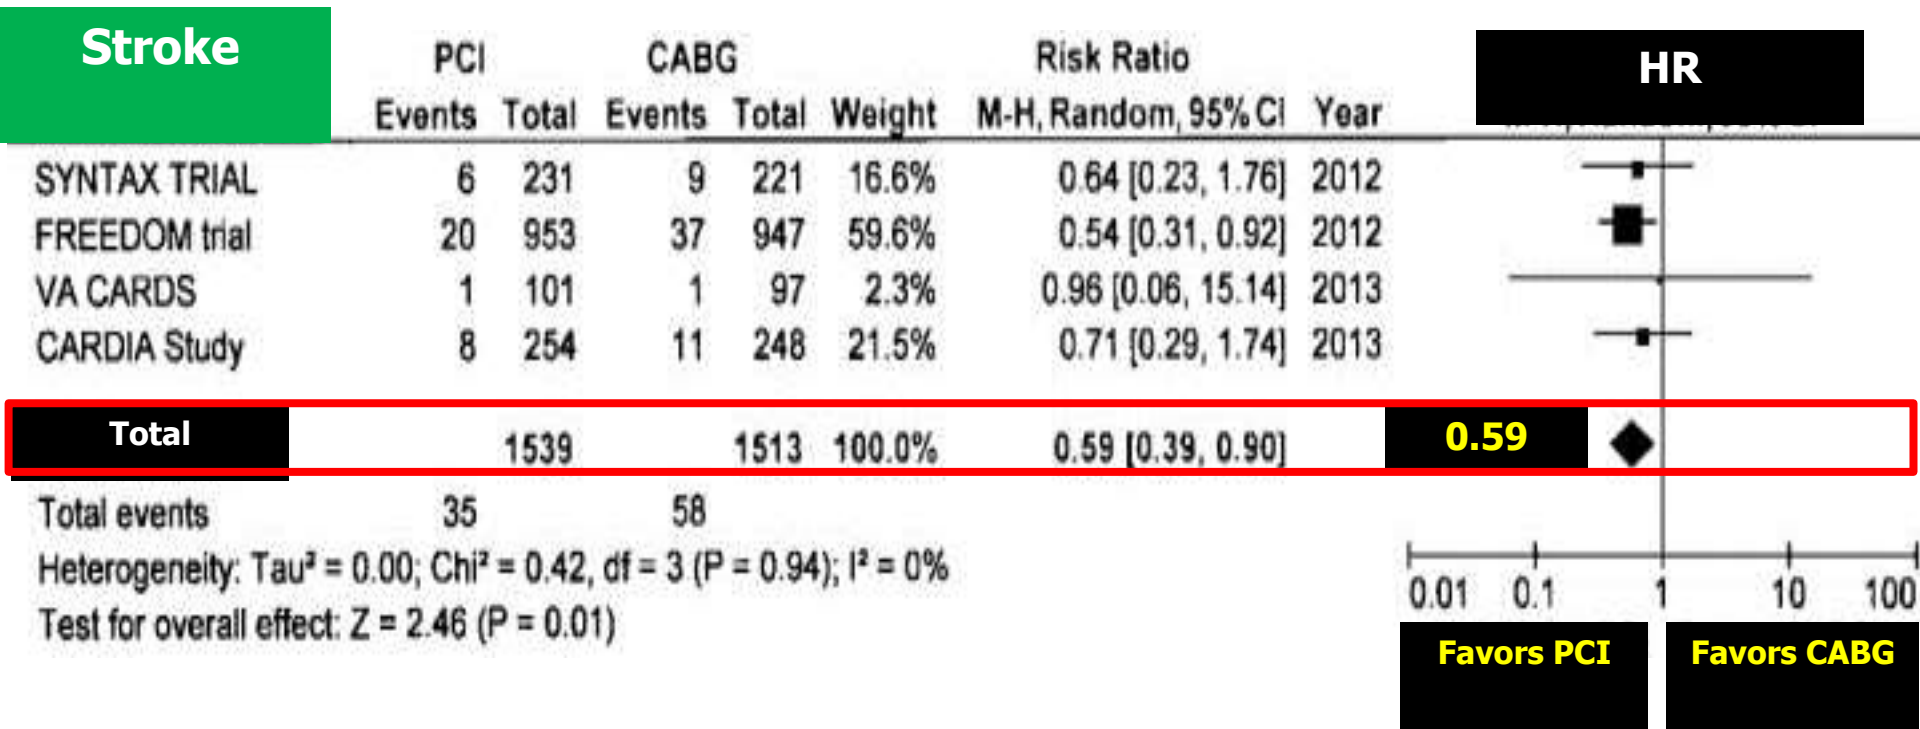 Stroke
PCI CABG Risk Ratio HR
Events Total Events Total Weight M-H, Random, 95% CI Year
SYNTAX TRIAL 6 231 9 221 16.6% 0.64 [0.23, 1.76] 2012
FREEDOM trial 20 953 37 947 59.6% 0.54 [0.31, 0.92] 2012
VA CARDS 1 101 1 97 2.3% 0.96 [0.06, 15.14] 2013
CARDIA Study 8 254 11 248 21.5% 0.71 [0.29, 1.74] 2013
Total 1539 1513 100.0% 0.59 [0.39, 0.90] 0.59
Total events 35 58
Heterogeneity: Tau² = 0.00; Chi² = 0.42, df = 3 (P = 0.94); I² = 0%
Test for overall effect: Z = 2.46 (P = 0.01)
0.01 0.1 1 10 100
Favors PCI Favors CABG